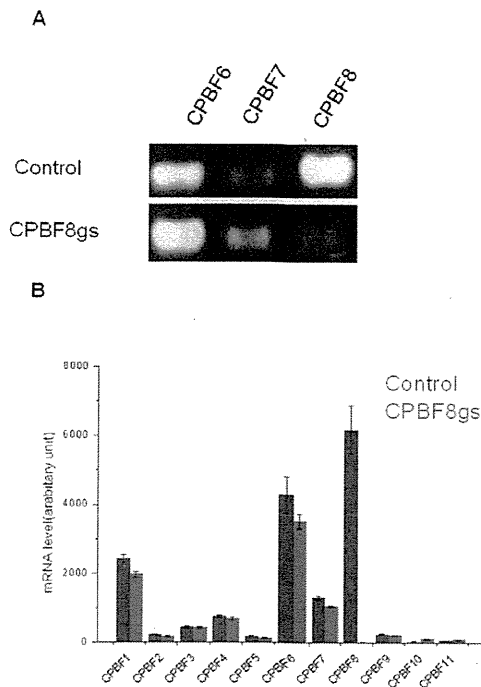 A
CPBF6 CPBF7 CPBF8
Control
CPBF8gs
B
mRNA level(arabitary unit)
8000
6000
4000
2000
0
Control
CPBF8gs
CPBF1 CPBF2 CPBF3 CPBF4 CPBF5 CPBF6 CPBF7 CPBF8 CPBF9 CPBF10 CPBF11